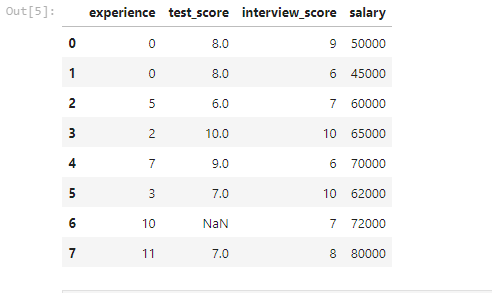 Out[5]: experience test_score interview_score salary
0 0 8.0 9 50000
1 0 8.0 6 45000
2 5 6.0 7 60000
3 2 10.0 10 65000
4 7 9.0 6 70000
5 3 7.0 10 62000
6 10 NaN 7 72000
7 11 7.0 8 80000